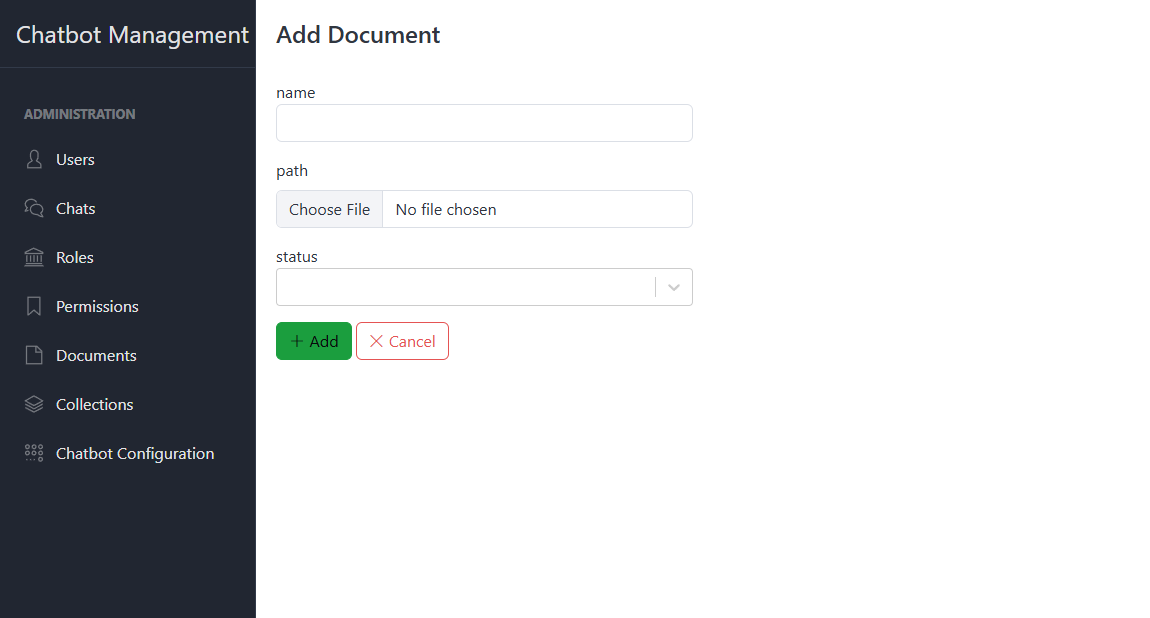 Chatbot Management
ADMINISTRATION
Users
Chats
Roles
Permissions
Documents
Collections
Chatbot Configuration
Add Document
name
path
Choose File No file chosen
status
Add Cancel